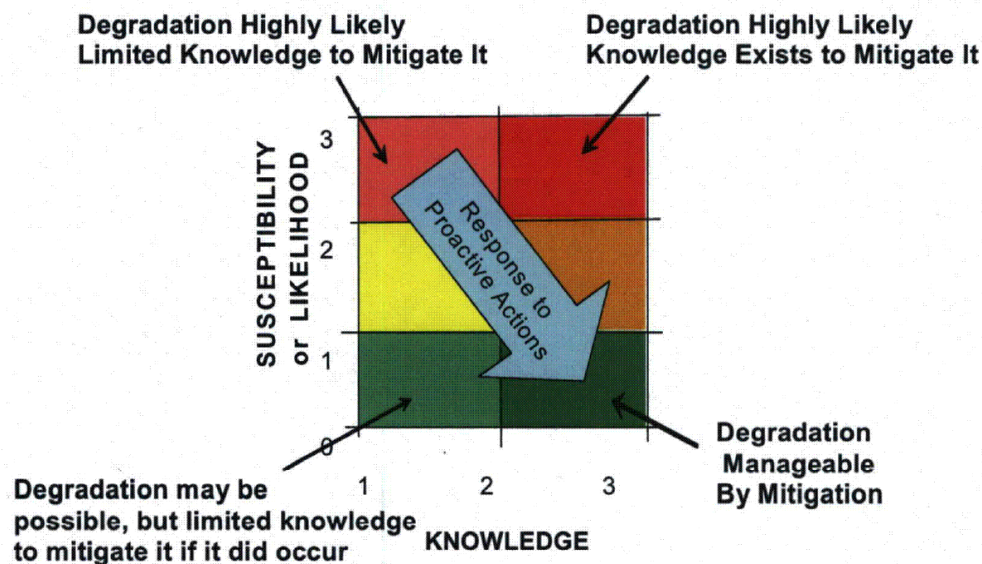 Degradation Highly Likely
Limited Knowledge to Mitigate It
Degradation Highly Likely
Knowledge Exists to Mitigate It
SUSCEPTIBILITY
or LIKELIHOOD
3
2
1
0
Response to
Proactive Actions
1 2 3
KNOWLEDGE
Degradation may be
possible, but limited knowledge
to mitigate it if it did occur
Degradation
Manageable
By Mitigation